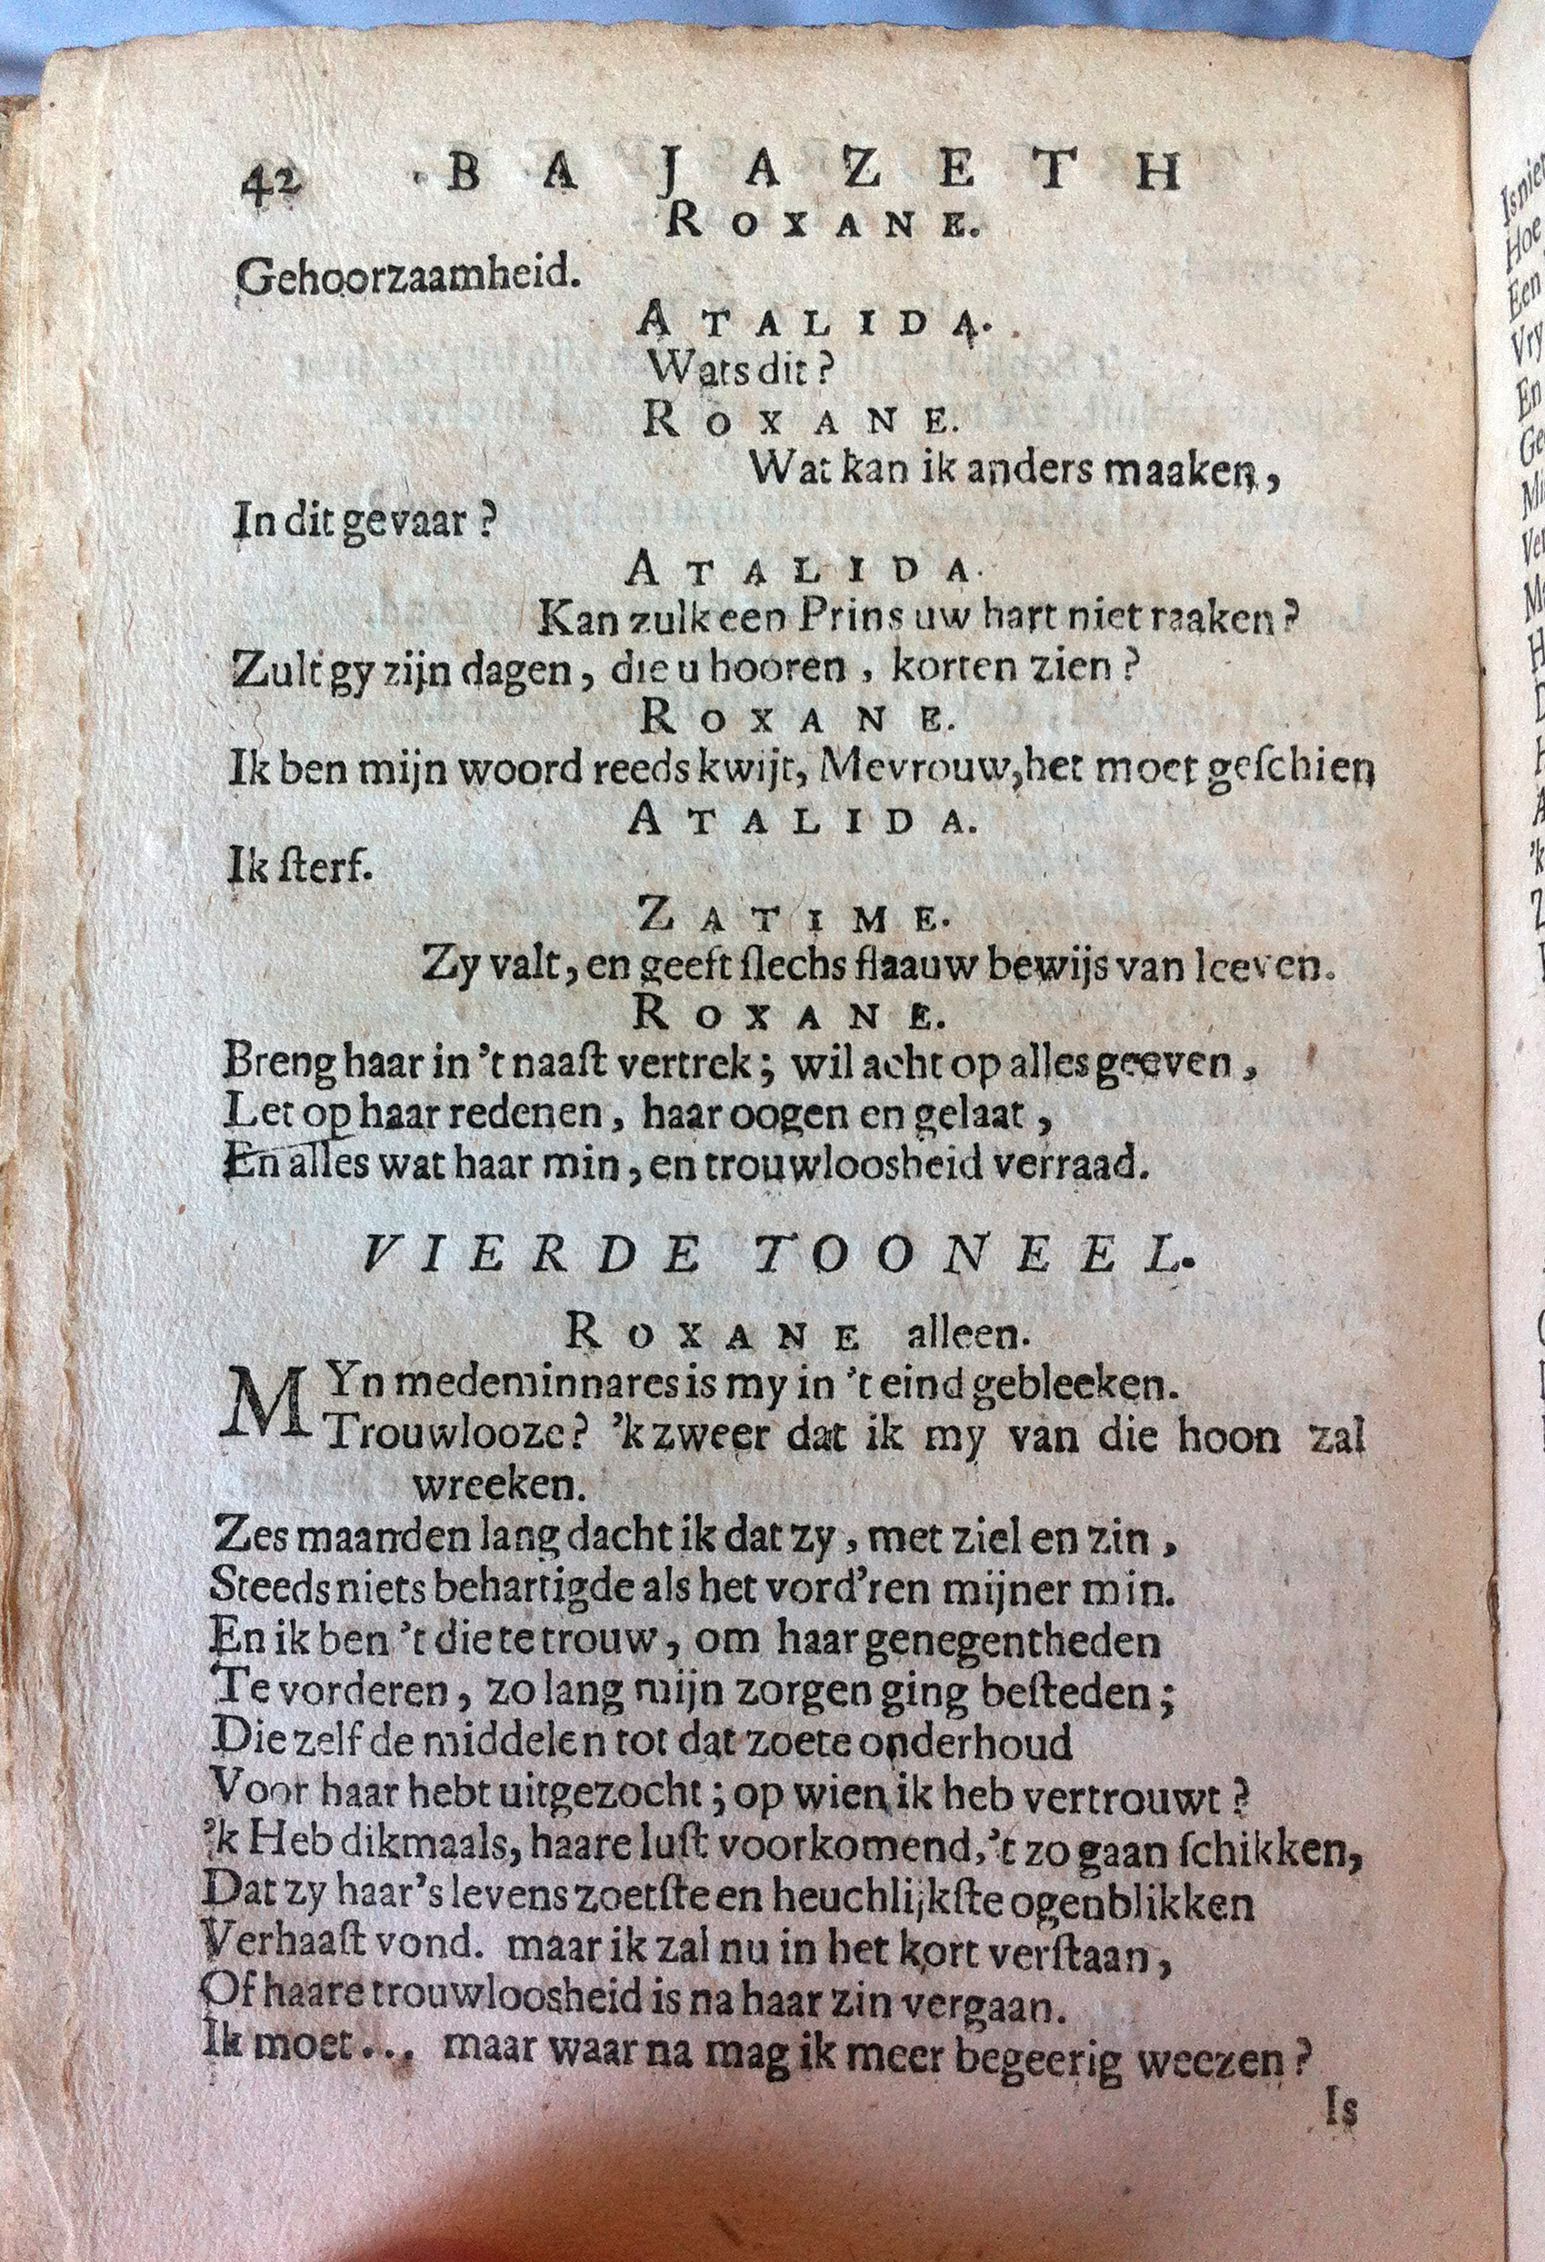 42 BAJAZETH
ROXANE.
Gehoorzaamheid.
ATALIDA.
Wats dit?
ROXANE.
Wat kan ik anders maaken,
In dit gevaar?
ATALIDA.
Kan zulk een Prins uw hart niet raaken?
Zult gy zijn dagen, die u hooren, korten zien?
ROXANE.
Ik ben mijn woord reeds kwijt, Mevrouw, het moet geſchien
ATALIDA.
Ik ſterf.
ZATIME.
Zy valt, en geeft ſlechs flaauw bewijs van leeven.
ROXANE.
Breng haar in 't naaſt vertrek; wil acht op alles geeven,
Let op haar redenen, haar oogen en gelaat,
En alles wat haar min, en trouwloosheid verraad.
VIERDE TOONEEL.
ROXANE alleen.
MYn medeminnares is my in 't eind gebleeken.
Trouwlooze? 'k zweer dat ik my van die hoon zal
wreeken.
Zes maanden lang dacht ik dat zy, met ziel en zin,
Steeds niets behartigde als het vord'ren mijner min.
En ik ben 't die te trouw, om haar genegentheden
Te vorderen, zo lang mijn zorgen ging beſteden;
Die zelf de middelen tot dat zoete onderhoud
Voor haar hebt uitgezocht; op wien ik heb vertrouwt?
'k Heb dikmaals, haare luſt voorkomend, 't zo gaan ſchikken,
Dat zy haar's levens zoetſte en heuchlijkſte ogenblikken
Verhaaſt vond. maar ik zal nu in het kort verſtaan,
Of haare trouwloosheid is na haar zin vergaan.
Ik moet... maar waar na mag ik meer begeerig weezen?
Is
Hoe
Een
Vry
En